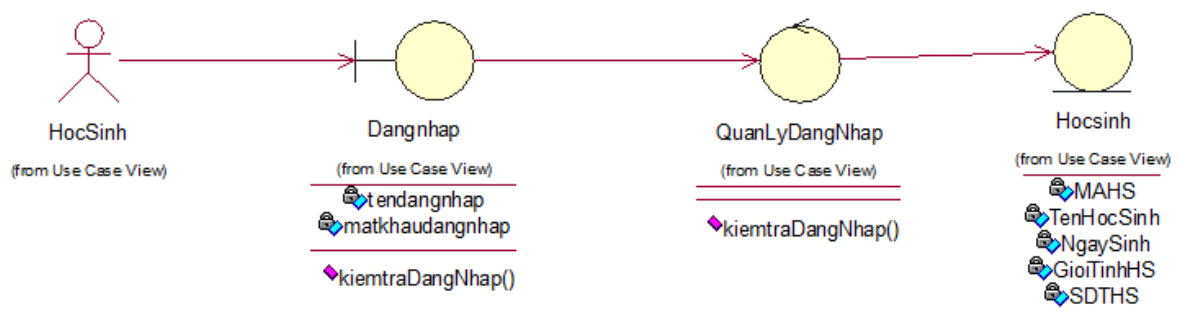 HocSinh
(from Use Case View)
Dangnhap
(from Use Case View)
tendangnhap
matkhaudangnhap
kiemtraDangNhap()
QuanLyDangNhap
(from Use Case View)
kiemtraDangNhap()
Hocsinh
(from Use Case View)
MAHS
TenHocSinh
NgaySinh
GioiTinhHS
SDTHS